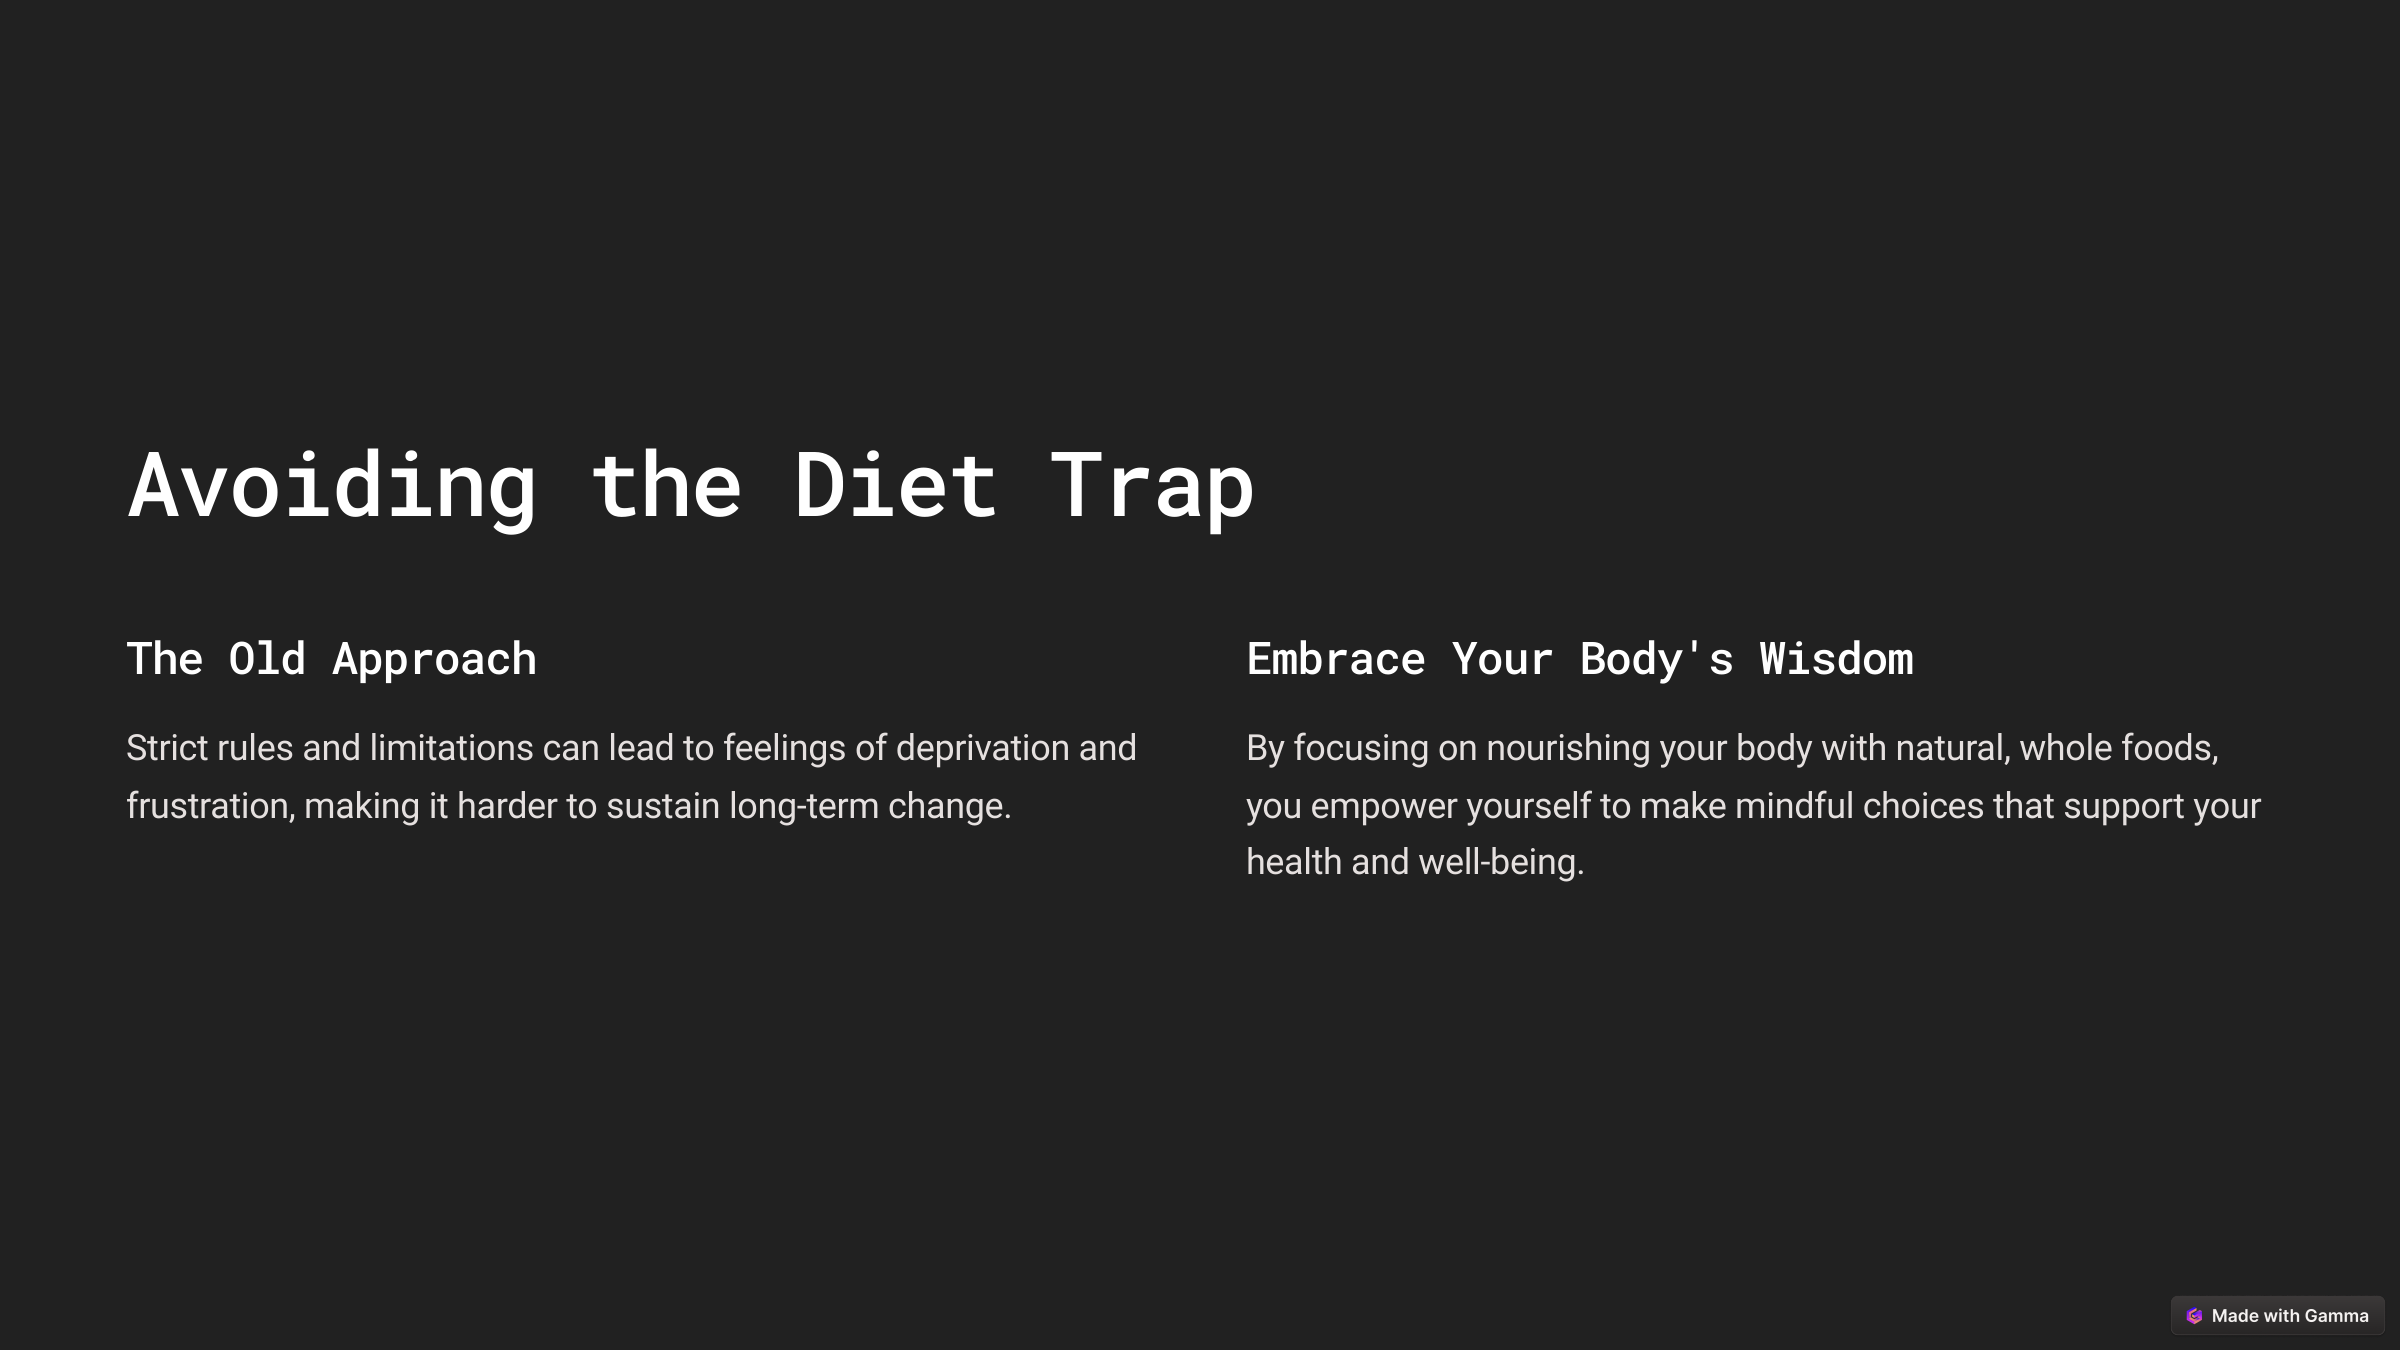 Avoiding the Diet Trap
The Old Approach
Strict rules and limitations can lead to feelings of deprivation and
frustration, making it harder to sustain long-term change.
Embrace Your Body's Wisdom
By focusing on nourishing your body with natural, whole foods,
you empower yourself to make mindful choices that support your
health and well-being.
Made with Gamma